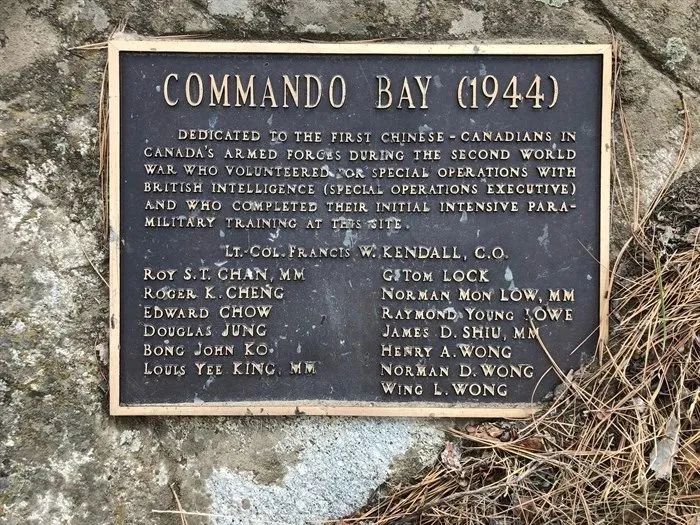 COMMANDO BAY (1944)
DEDICATED TO THE FIRST CHINESE-CANADIANS IN
CANADA'S ARMED FORCES DURING THE SECOND WORLD
WAR WHO VOLUNTEERED FOR SPECIAL OPERATIONS WITH
BRITISH INTELLIGENCE (SPECIAL OPERATIONS EXECUTIVE)
AND WHO COMPLETED THEIR INITIAL INTENSIVE PARA-
MILITARY TRAINING AT THIS SITE.
LT.-COL. FRANCIS W. KENDALL, C.O.
ROY S.T. CHAN, MM
ROGER K. CHENG
EDWARD CHOW
DOUGLAS JUNG
BONG JOHN KO
LOUIS YEE KING, MM
G. TOM LOCK
NORMAN MON LOW, MM
RAYMOND YOUNG LOWE
JAMES D. SHIU, MM
HENRY A. WONG
NORMAN D. WONG
WING L. WONG